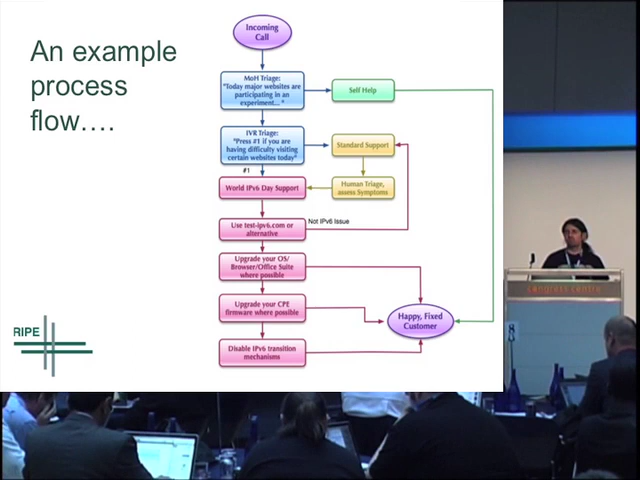 An example
process
flow….
Incoming
Call
MoH Triage:
"Today major websites are
participating in an
experiment... "
Self Help
IVR Triage:
"Press #1 if you are
having difficulty visiting
certain websites today"
Standard Support
#1
World IPv6 Day Support
Human Triage,
assess Symptoms
Use test-ipv6.com or
alternative
Not IPv6 Issue
Upgrade your OS/
Browser/Office Suite
where possible
Upgrade your CPE
firmware where possible
Happy, Fixed
Customer
Disable IPv6 transition
mechanisms
RIPE
congress centre
8